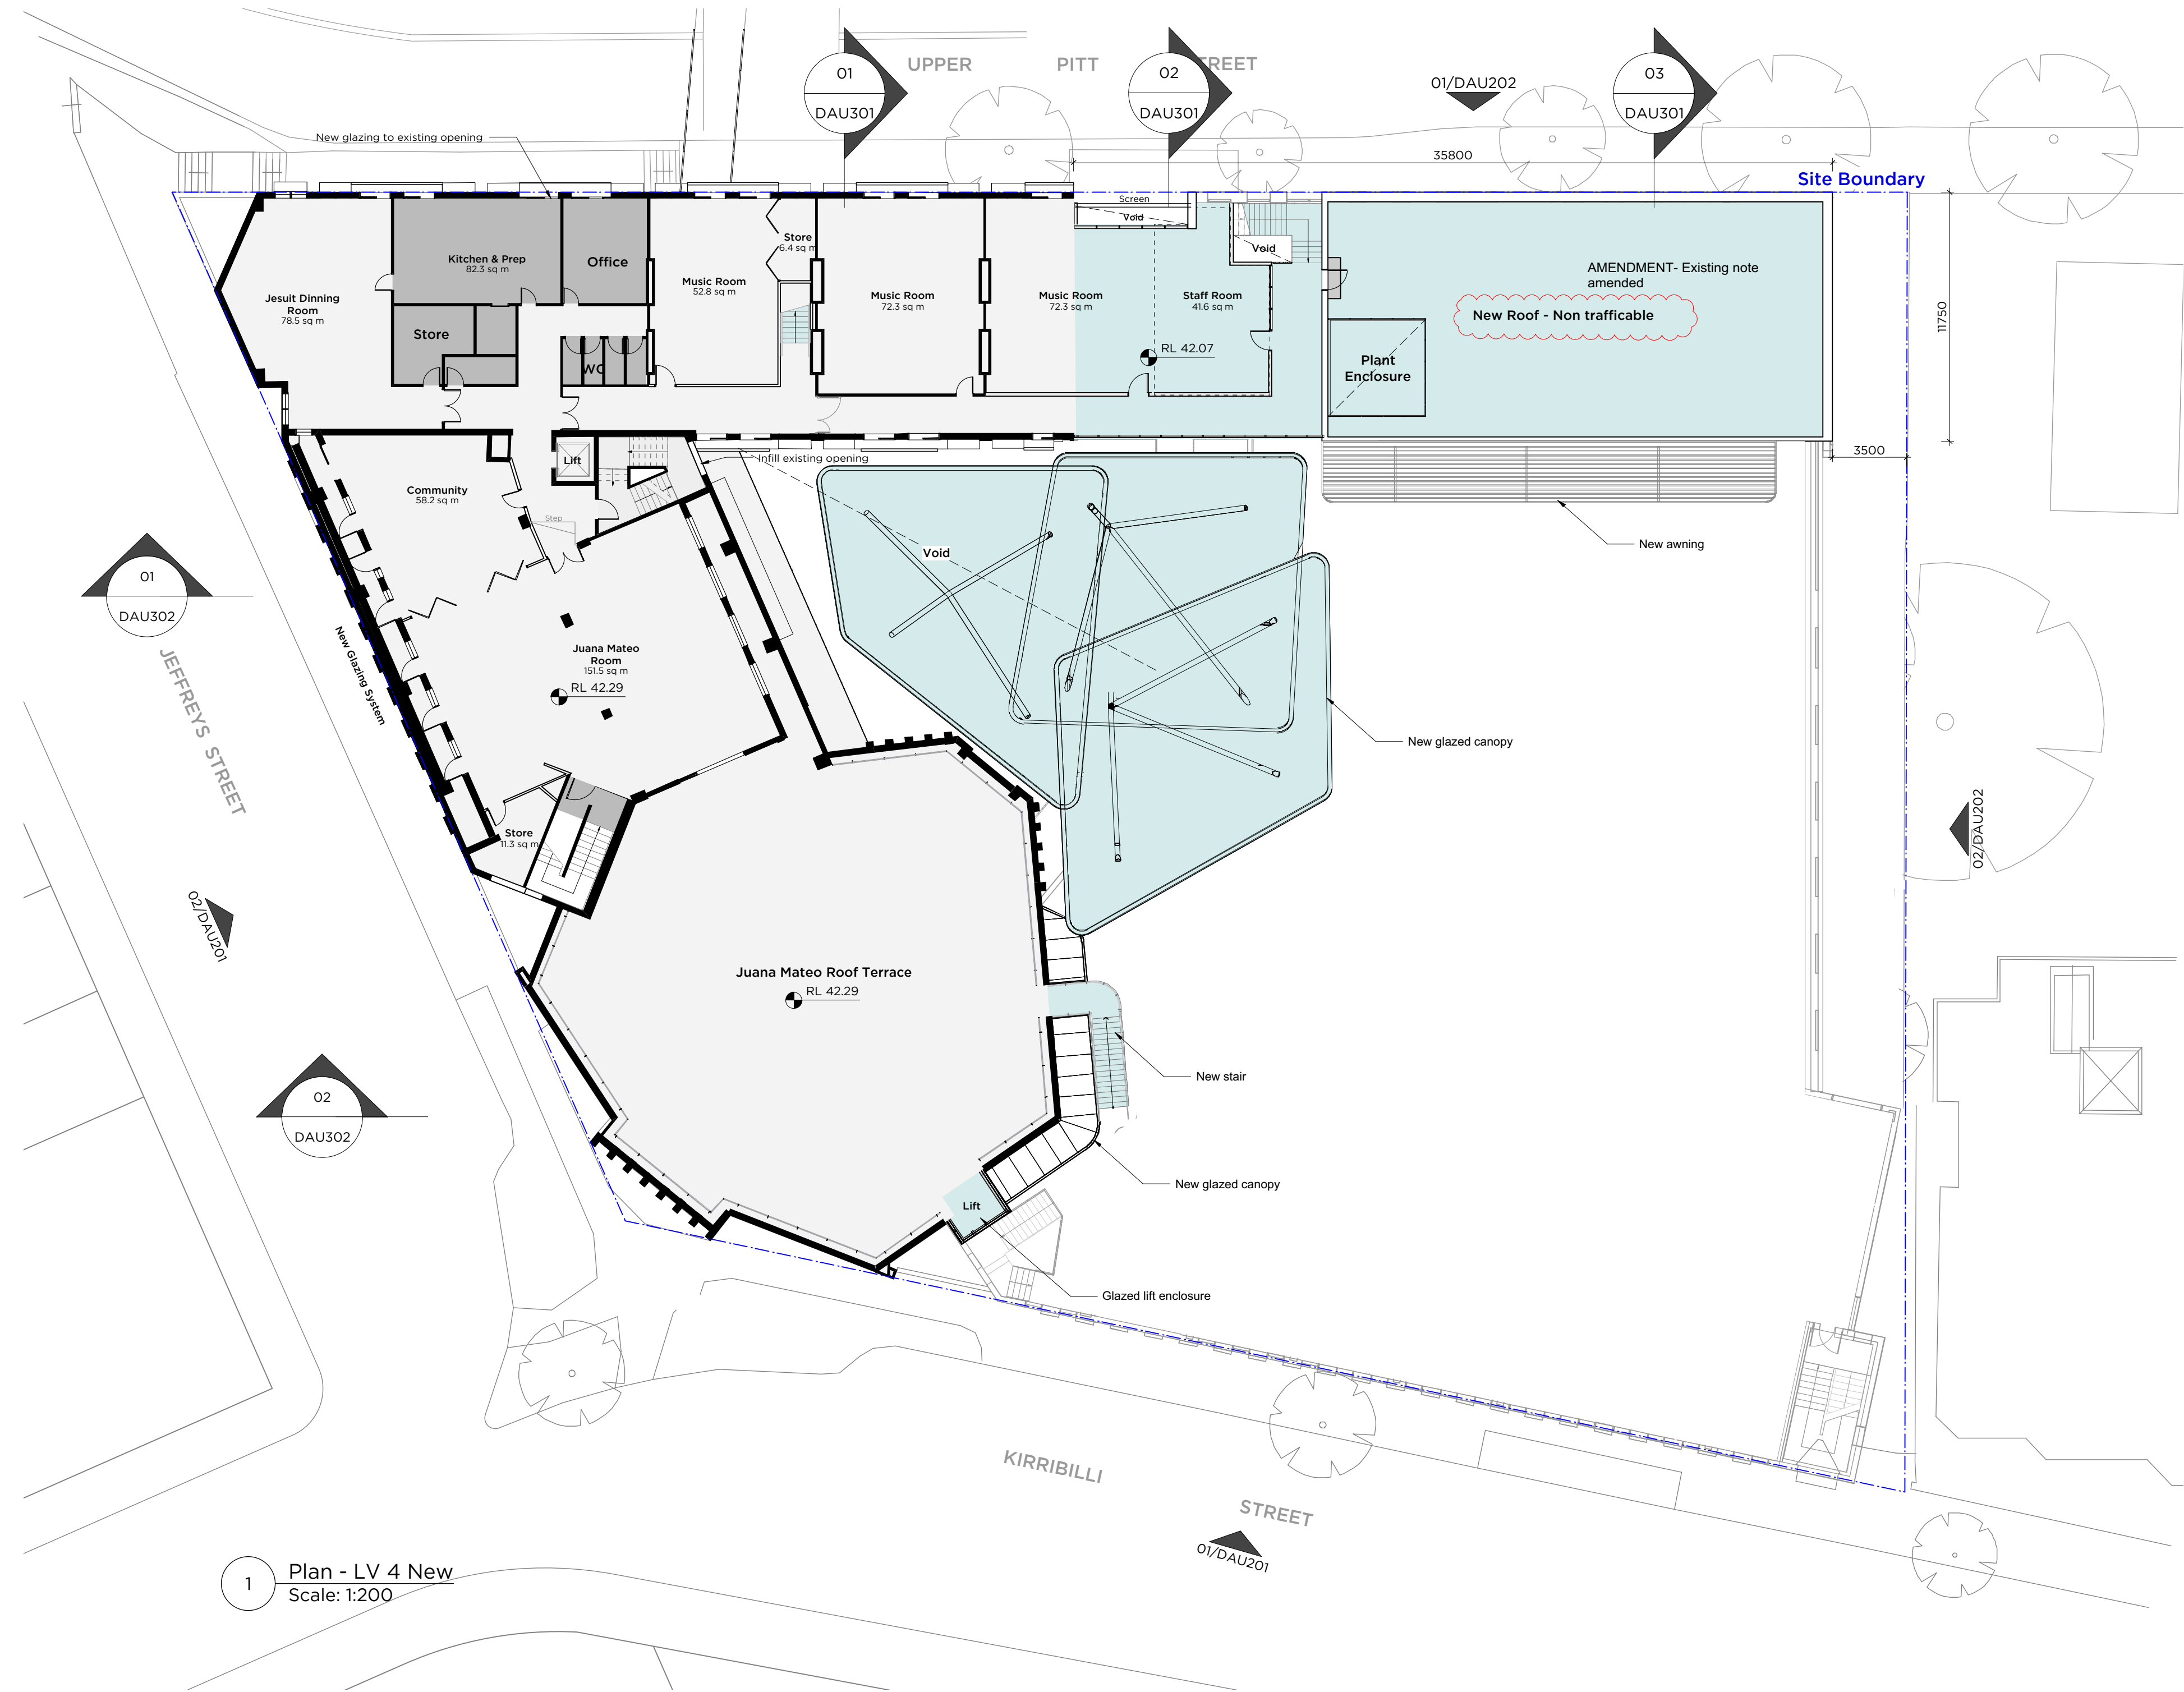 UPPER PITT STREET
01
DAU301
02
DAU301
03
DAU301
01/DAU202
New glazing to existing opening
35800
Site Boundary
11750
3500
Screen
Void
Void
Store
6.4 sq m
Kitchen & Prep
82.3 sq m
Office
Music Room
52.8 sq m
Jesuit Dinning
Room
78.5 sq m
Music Room
72.3 sq m
Music Room
72.3 sq m
Staff Room
41.6 sq m
AMENDMENT- Existing note
amended
New Roof - Non trafficable
Store
WC
RL 42.07
Plant
Enclosure
Lift
Infill existing opening
Community
58.2 sq m
Step
Void
New awning
01
DAU302
JEFFREYS STREET
New Glazing System
Juana Mateo
Room
151.5 sq m
RL 42.29
New glazed canopy
02/DAU202
Store
11.3 sq m
02/DAU201
Juana Mateo Roof Terrace
RL 42.29
New stair
02
DAU302
New glazed canopy
Lift
Glazed lift enclosure
KIRRIBILLI
STREET
01/DAU201
1
Plan - LV 4 New
Scale: 1:200